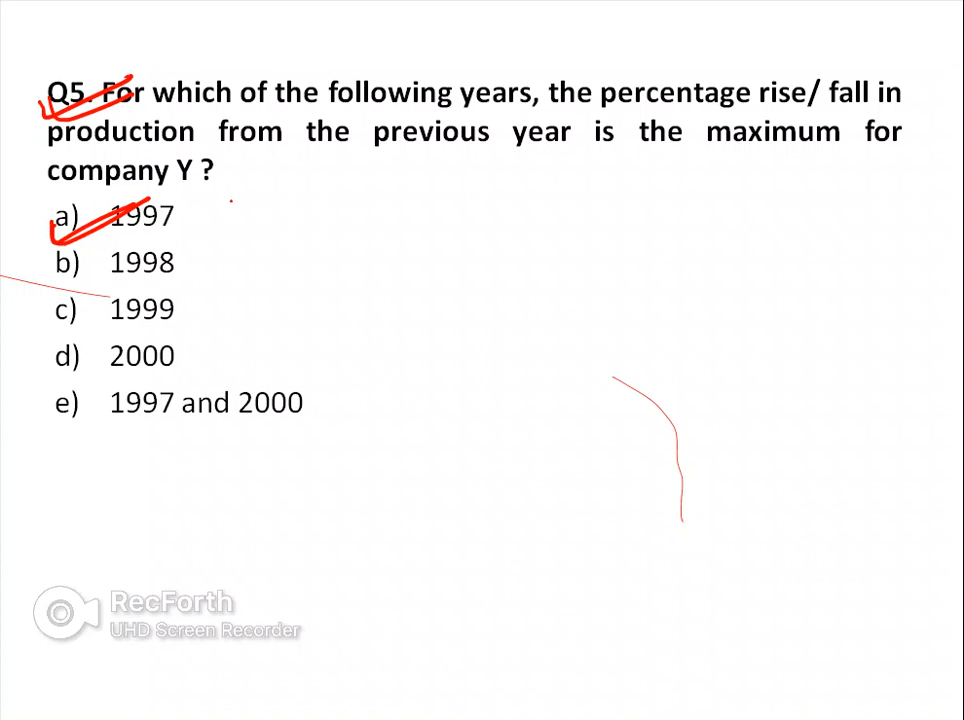 Q5. For which of the following years, the percentage rise/ fall in
production from the previous year is the maximum for
company Y ?
a) 1997
b) 1998
c) 1999
d) 2000
e) 1997 and 2000
RecForth
UHD Screen Recorder